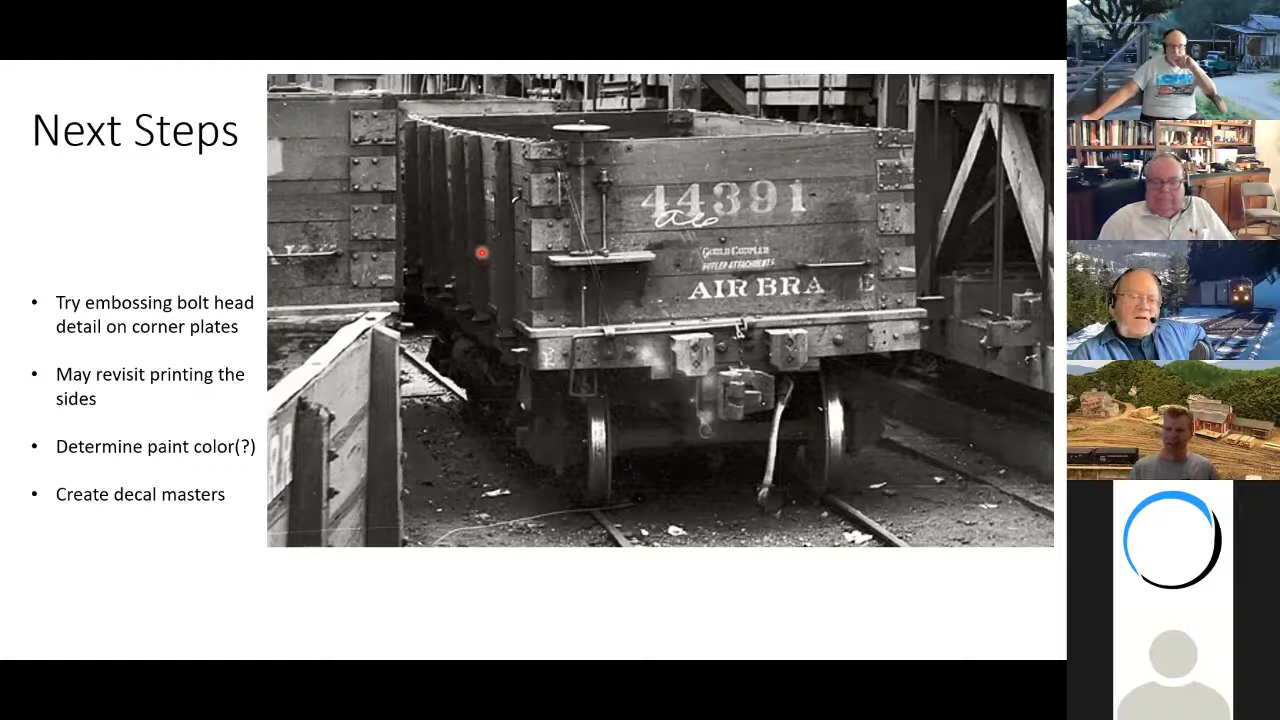 Next Steps
• Try embossing bolt head
detail on corner plates
• May revisit printing the
sides
• Determine paint color(?)
• Create decal masters
44391
GOULD COUPLER
AIR BRA E